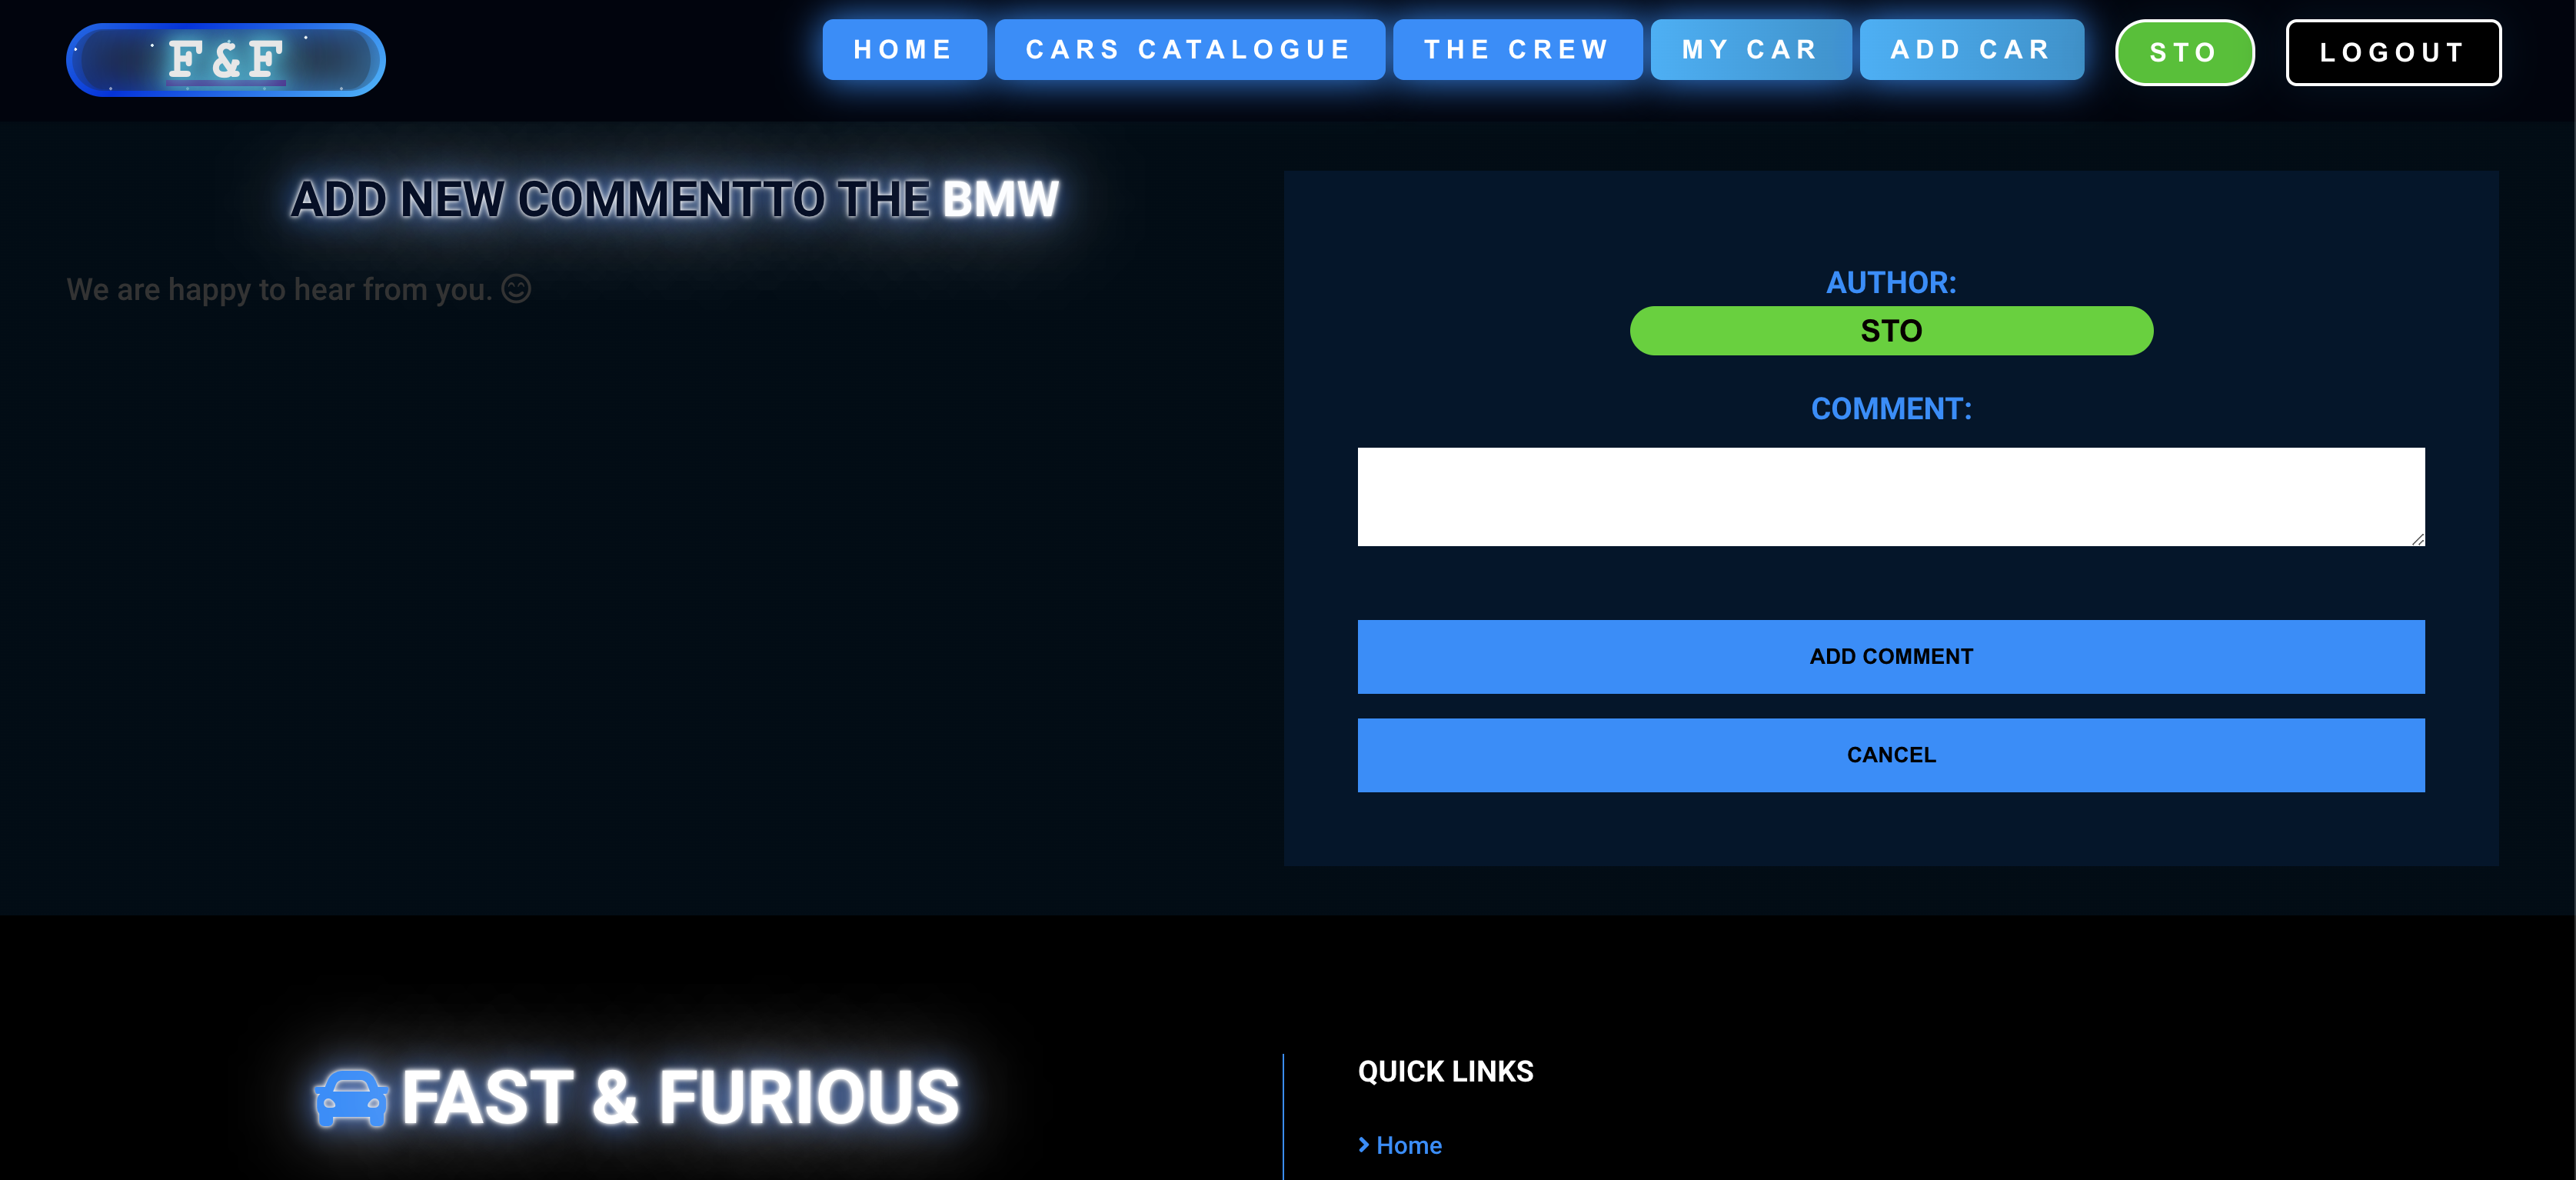 F&F
HOME
CARS CATALOGUE
THE CREW
MY CAR
ADD CAR
STO
LOGOUT
ADD NEW COMMENTTO THE BMW
We are happy to hear from you.
AUTHOR:
STO
COMMENT:
ADD COMMENT
CANCEL
FAST & FURIOUS
QUICK LINKS
Home